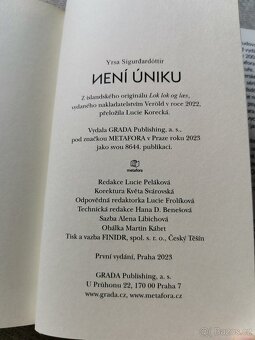 Yrsa Sigurðardóttir
NENÍ ÚNIKU
Z islandského originálu Lok lok og læs,
vydaného nakladatelstvím Veröld v roce 2022,
přeložila Lucie Korecká.
Vydala GRADA Publishing, a. s.,
pod značkou METAFORA v Praze roku 2023
jako svou 8644. publikaci.
metafora
Redakce Lucie Peláková
Korektura Květa Svárovská
Odpovědná redaktorka Lucie Frolíková
Technická redakce Hana D. Benešová
Sazba Alena Libichová
Obálka Martin Kábrt
Tisk a vazba FINIDR, spol. s r. o., Český Těšín
První vydání, Praha 2023
GRADA Publishing, a. s.
U Průhonu 22, 170 00 Praha 7
www.grada.cz, www.metafora.cz